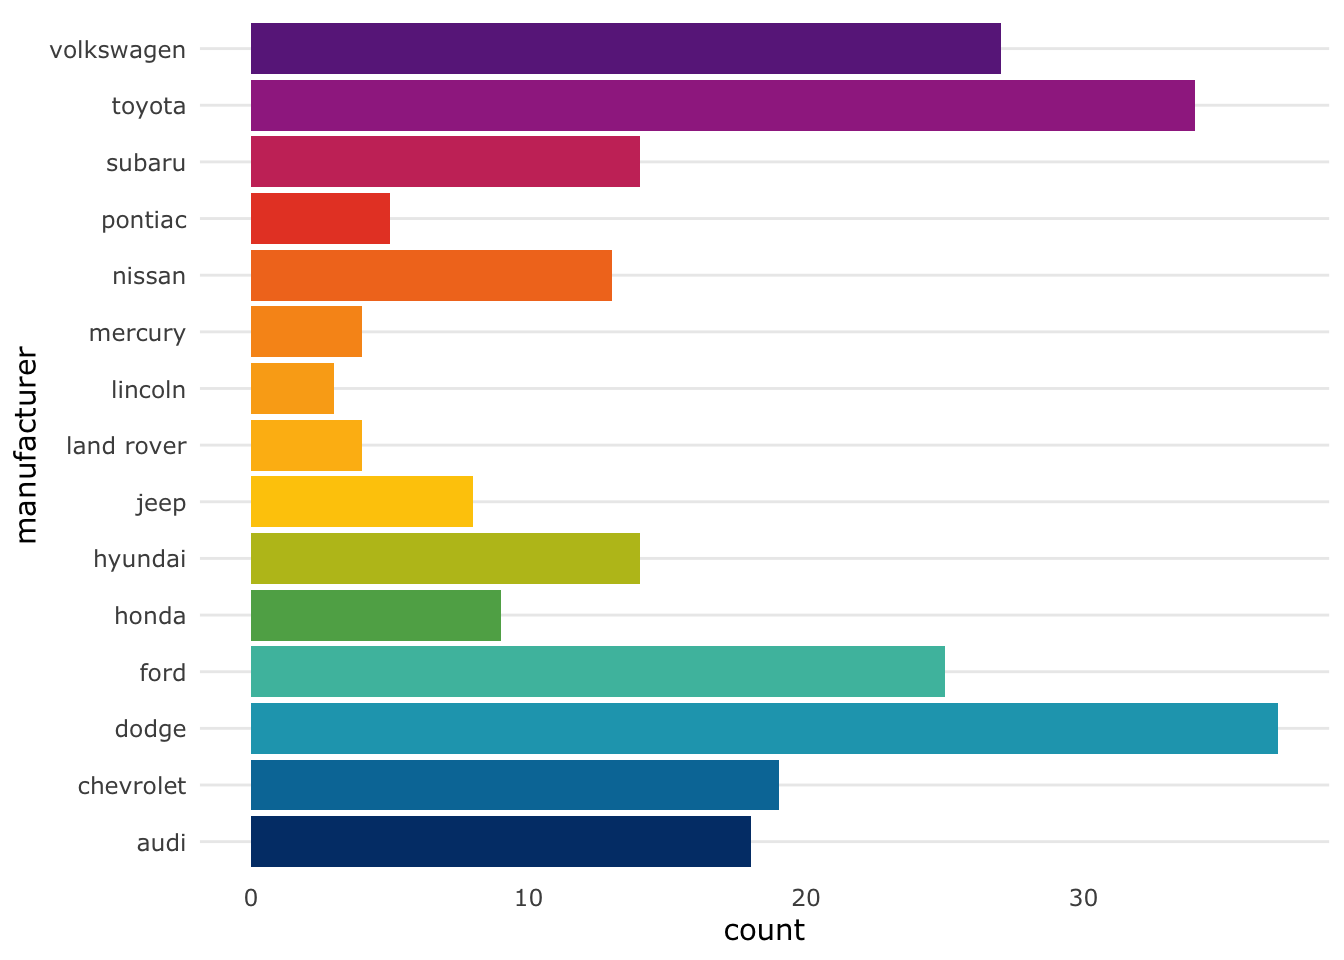 volkswagen
toyota
subaru
pontiac
nissan
mercury
lincoln
land rover
jeep
hyundai
honda
ford
dodge
chevrolet
audi
manufacturer
0 10 20 30
count